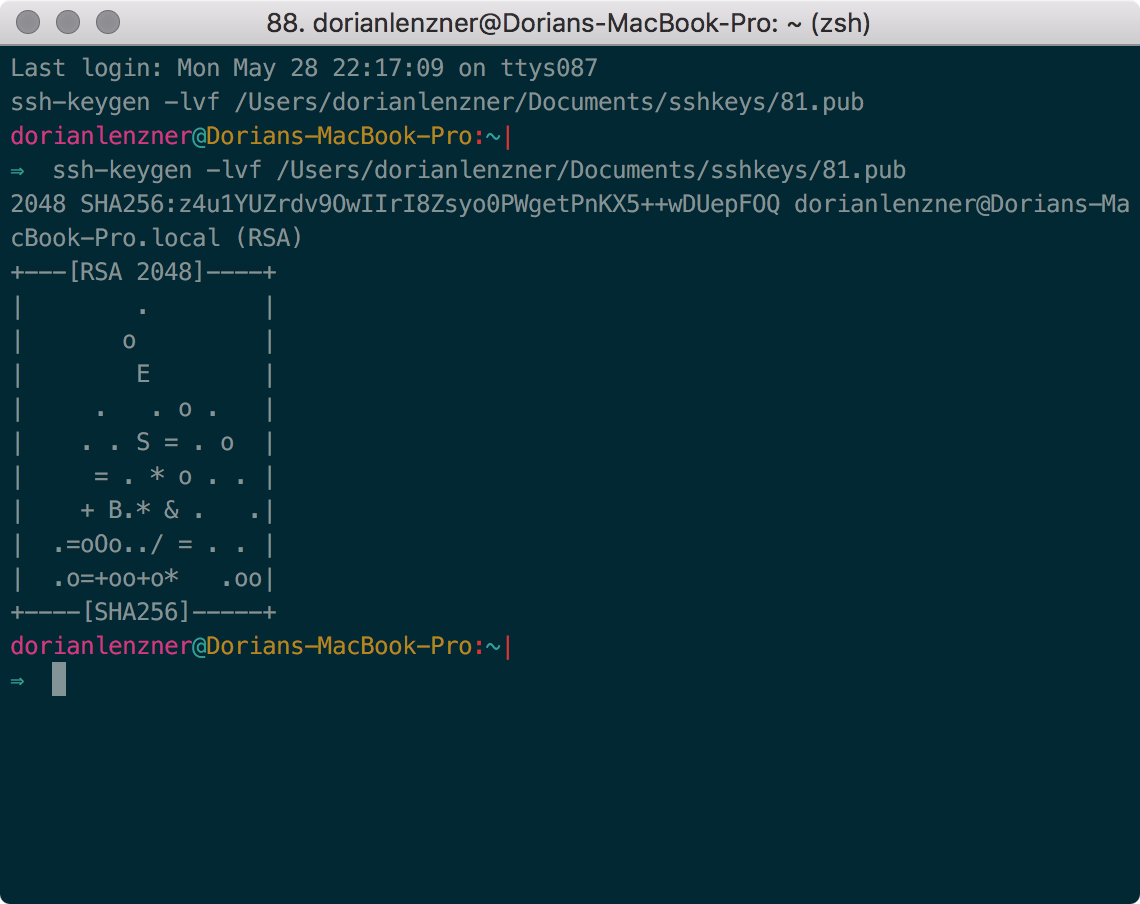 88. dorianlenzner@Dorians-MacBook-Pro: ~ (zsh)
Last login: Mon May 28 22:17:09 on ttys087
ssh-keygen -lvf /Users/dorianlenzner/Documents/sshkeys/81.pub
dorianlenzner@Dorians-MacBook-Pro:~|
⇒  ssh-keygen -lvf /Users/dorianlenzner/Documents/sshkeys/81.pub
2048 SHA256:z4u1YUZrdv9OwIIrI8Zsyo0PWgetPnKX5++wDUepFOQ dorianlenzner@Dorians-Ma
cBook-Pro.local (RSA)
+---[RSA 2048]----+
|        .        |
|       o         |
|        E        |
|     .   . o .   |
|    . . S = . o  |
|     = . * o . . |
|    + B.* & .   .|
|  .=oOo../ = . . |
|  .o=+oo+o*   .oo|
+----[SHA256]-----+
dorianlenzner@Dorians-MacBook-Pro:~|
⇒